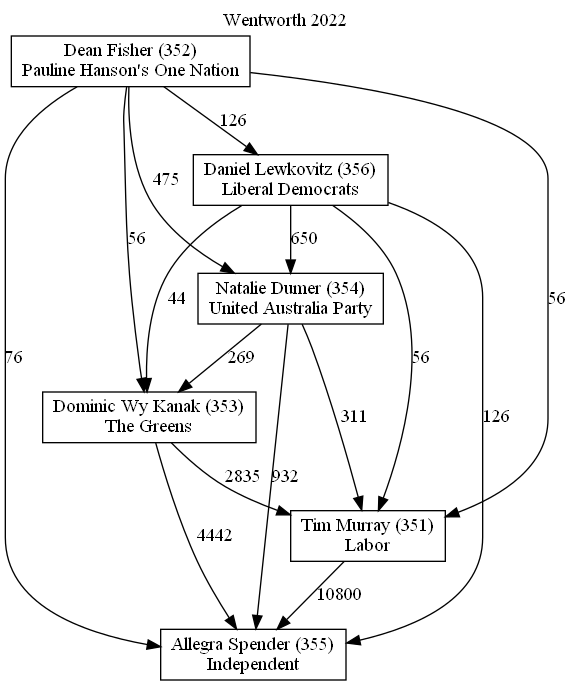 Wentworth 2022
Dean Fisher (352)
Pauline Hanson's One Nation
126
Daniel Lewkovitz (356)
Liberal Democrats
475
56
650
Natalie Dumer (354)
United Australia Party
44
56
76
269
56
126
Dominic Wy Kanak (353)
The Greens
311
2835
932
4442
Tim Murray (351)
Labor
10800
Allegra Spender (355)
Independent